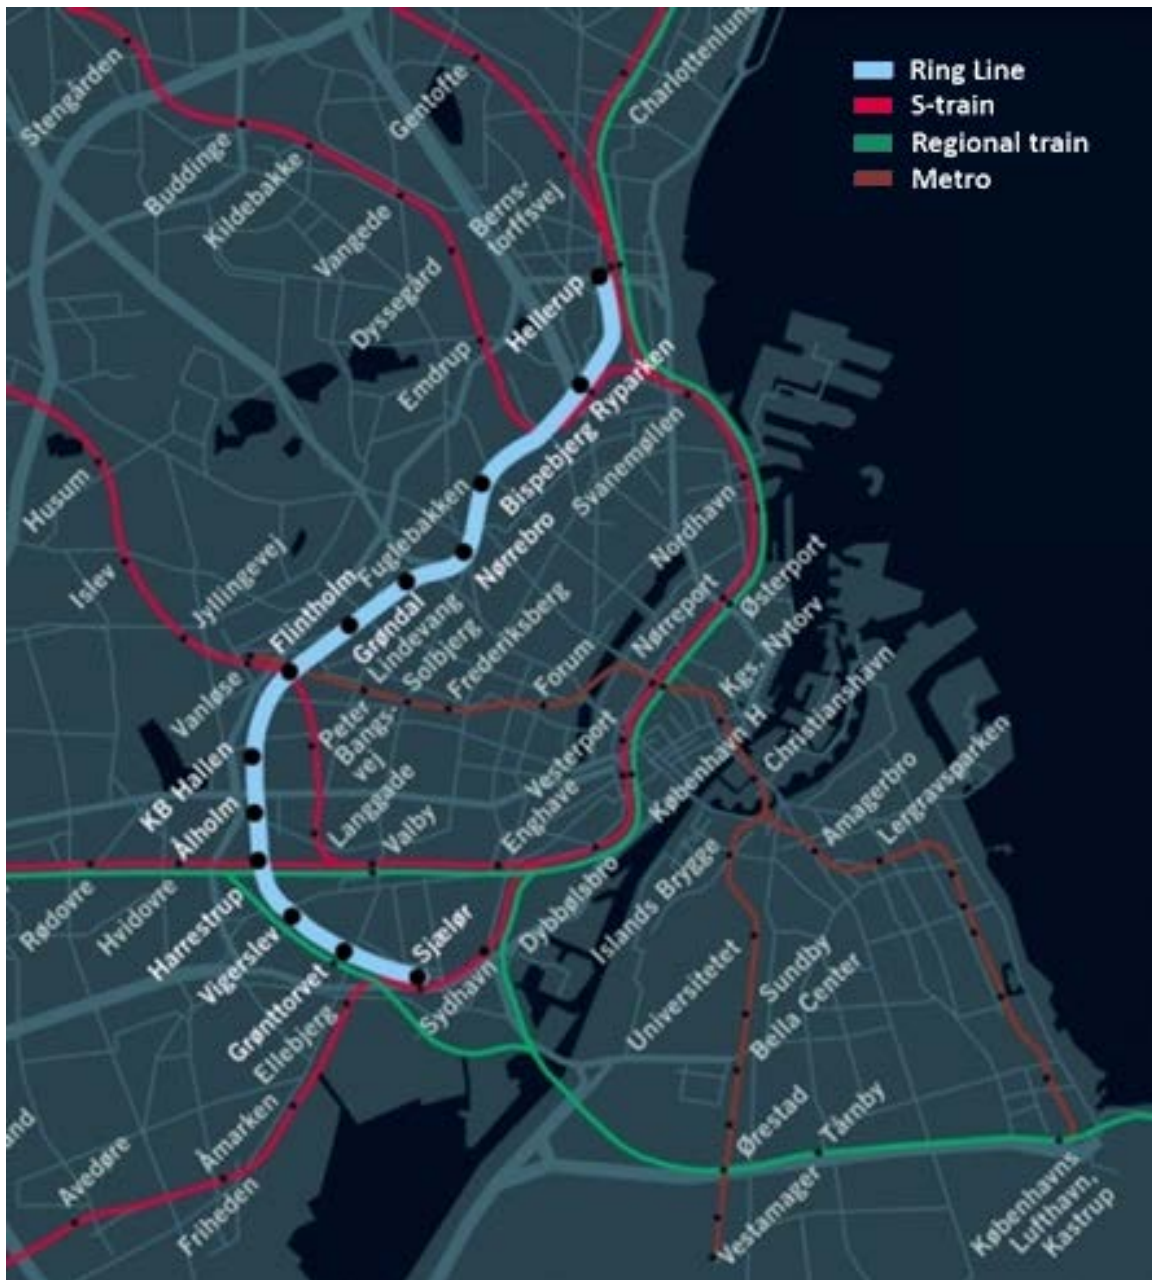 Ring Line
S-train
Regional train
Metro
Stengården
Buddinge
Kildebakke
Vangede
Dyssegård
Emdrup
Gentofte
Berns-
torffsvej
Charlottenlund
Hellerup
Ryparken
Bispebjerg
Svanemøllen
Nordhavn
Østerport
Nørreport
Kgs. Nytorv
Christianshavn
Husum
Islev
Jyllingevej
Flintholm
Fuglebakken
Nørrebro
Grøndal
Lindevang
Solbjerg
Frederiksberg
Forum
Vanløse
Peter
Bangs-
vej
Langgade
Valby
Enghave
Vesterport
København H
Amagerbro
Lergravsparken
KB Hallen
Ålholm
Rødovre
Hvidovre
Harrestrup
Vigerslev
Grønttorvet
Ellebjerg
Sjælør
Sydhavn
Dybbølsbro
Islands Brygge
Universitetet
Sundby
Bella Center
Ørestad
Tårnby
Vestamager
Københavns
Lufthavn,
Kastrup
Åmarken
Friheden
Avedøre
and